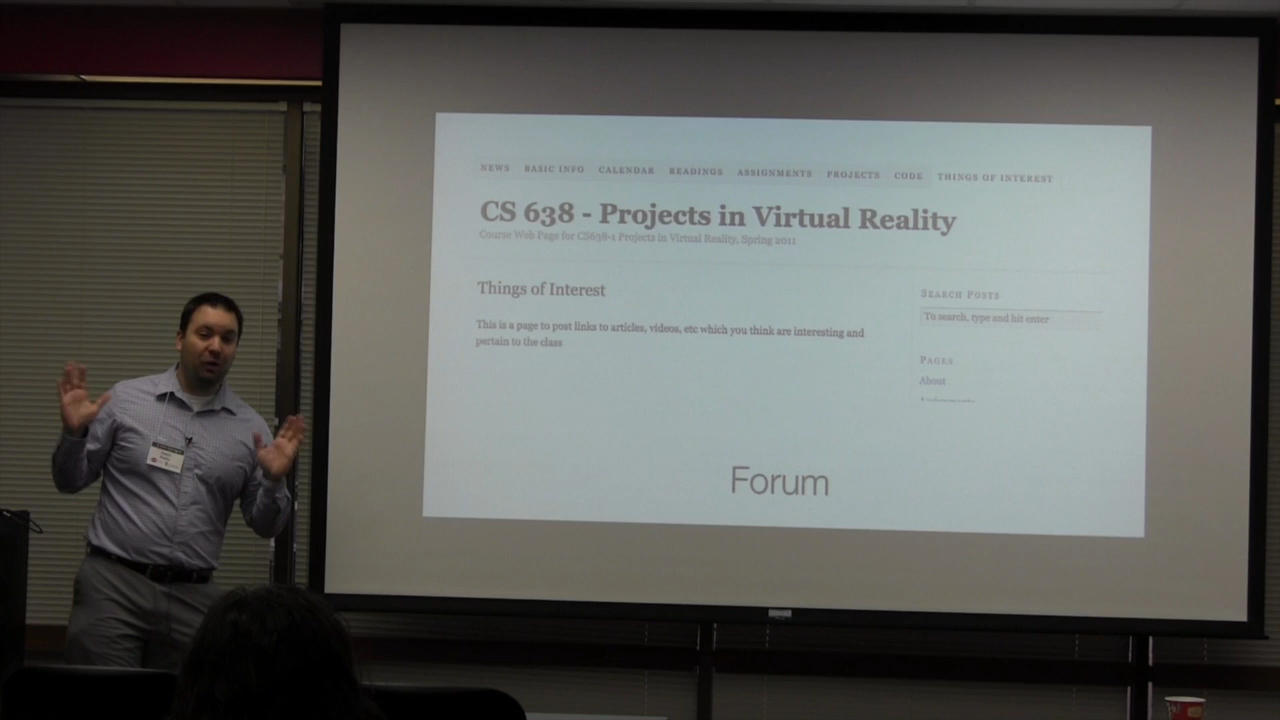 NEWS BASIC INFO CALENDAR READINGS ASSIGNMENTS PROJECTS CODE THINGS OF INTEREST
CS 638 - Projects in Virtual Reality
Course Web Page for CS638-1 Projects in Virtual Reality, Spring 2011
Things of Interest
This is a page to post links to articles, videos, etc which you think are interesting and
pertain to the class
SEARCH POSTS
To search, type and hit enter
PAGES
About
Forum